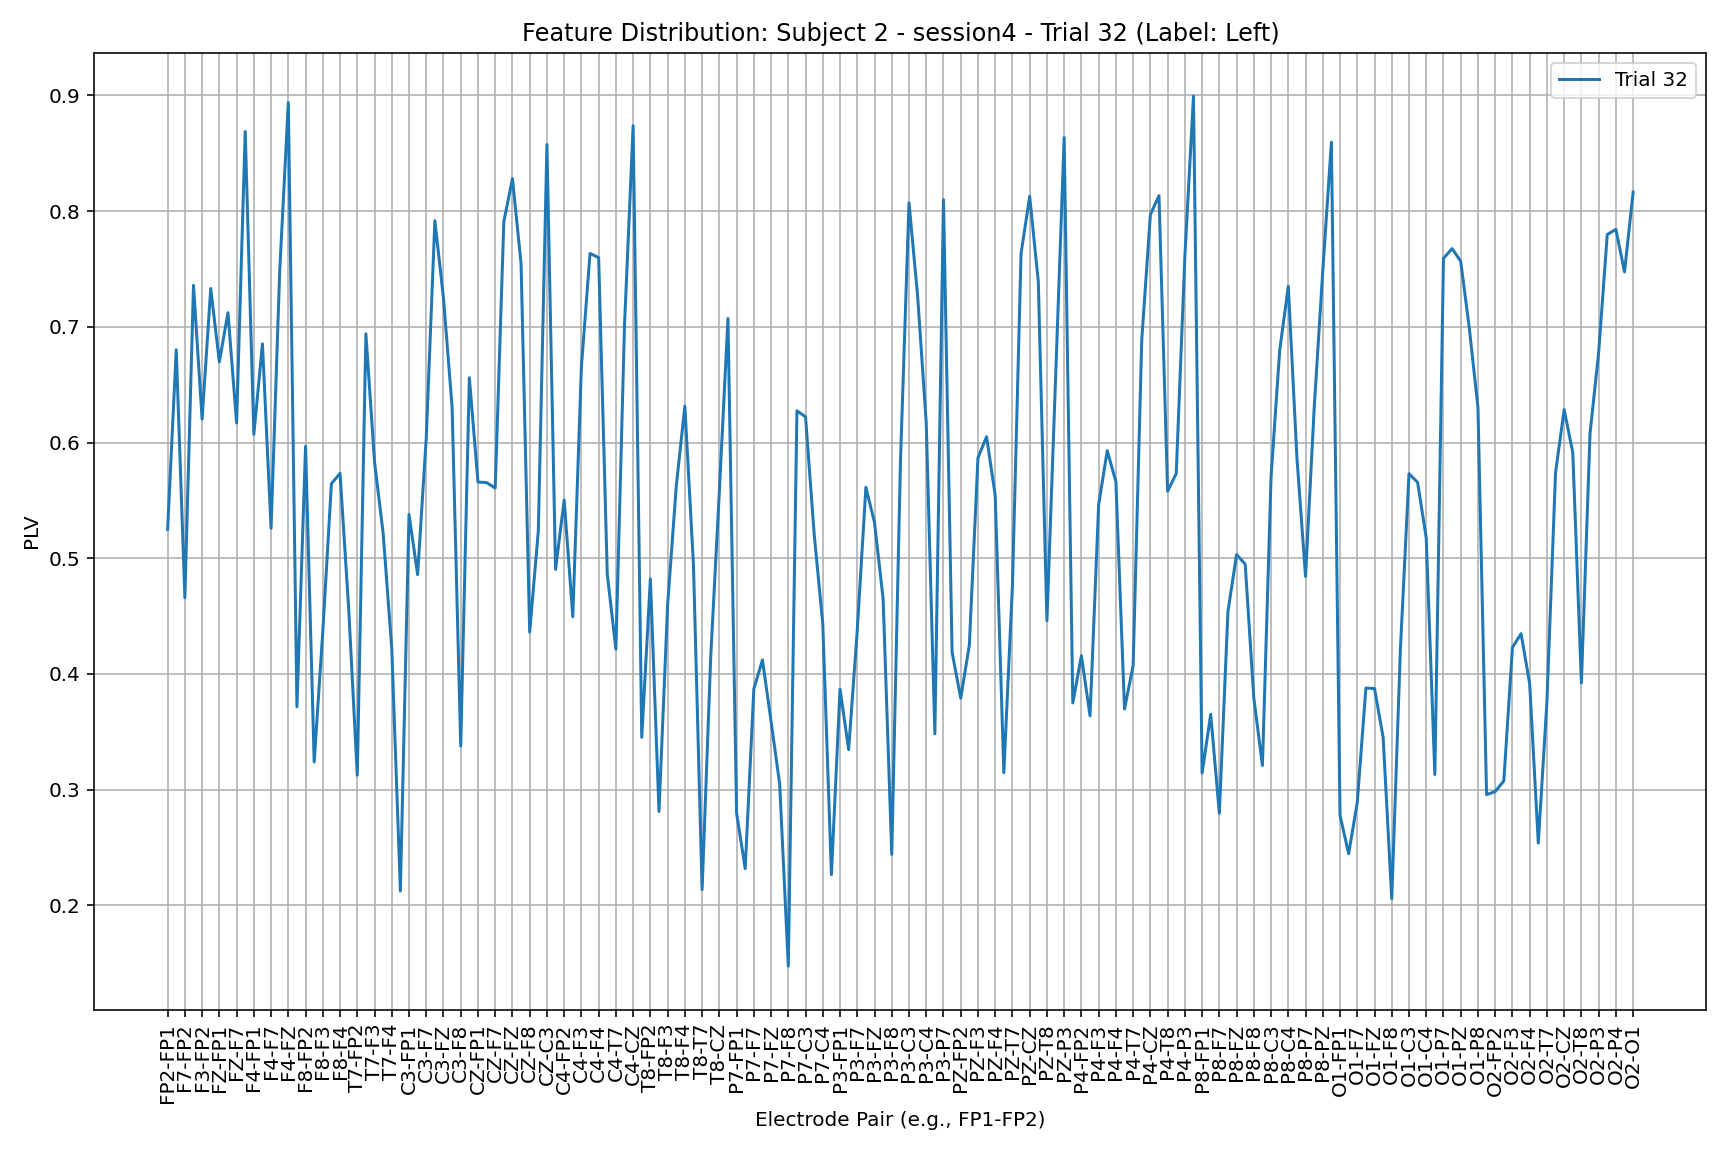 Feature Distribution: Subject 2 - session4 - Trial 32 (Label: Left)
Trial 32
0.9
0.8
0.7
0.6
0.5
0.4
0.3
0.2
PLV
FP2-FP1
F7-FP2
F3-FP2
FZ-FP1
FZ-F7
F4-FP1
F4-F7
F4-FZ
F8-FP2
F8-F3
F8-F4
T7-FP2
T7-F3
T7-F4
C3-FP1
C3-F7
C3-FZ
C3-F8
CZ-FP1
CZ-F7
CZ-FZ
CZ-F8
CZ-C3
C4-FP2
C4-F3
C4-F4
C4-T7
C4-CZ
T8-FP2
T8-F3
T8-F4
T8-T7
T8-CZ
P7-FP1
P7-F7
P7-FZ
P7-F8
P7-C3
P7-C4
P3-FP1
P3-F7
P3-FZ
P3-F8
P3-C3
P3-C4
P3-P7
PZ-FP2
PZ-F3
PZ-F4
PZ-T7
PZ-CZ
PZ-T8
PZ-P3
P4-FP2
P4-F3
P4-F4
P4-T7
P4-CZ
P4-T8
P4-P3
P8-FP1
P8-F7
P8-FZ
P8-F8
P8-C3
P8-C4
P8-P7
P8-PZ
O1-FP1
O1-F7
O1-FZ
O1-F8
O1-C3
O1-C4
O1-P7
O1-PZ
O1-P8
O2-FP2
O2-F3
O2-F4
O2-T7
O2-CZ
O2-T8
O2-P3
O2-P4
O2-O1
Electrode Pair (e.g., FP1-FP2)